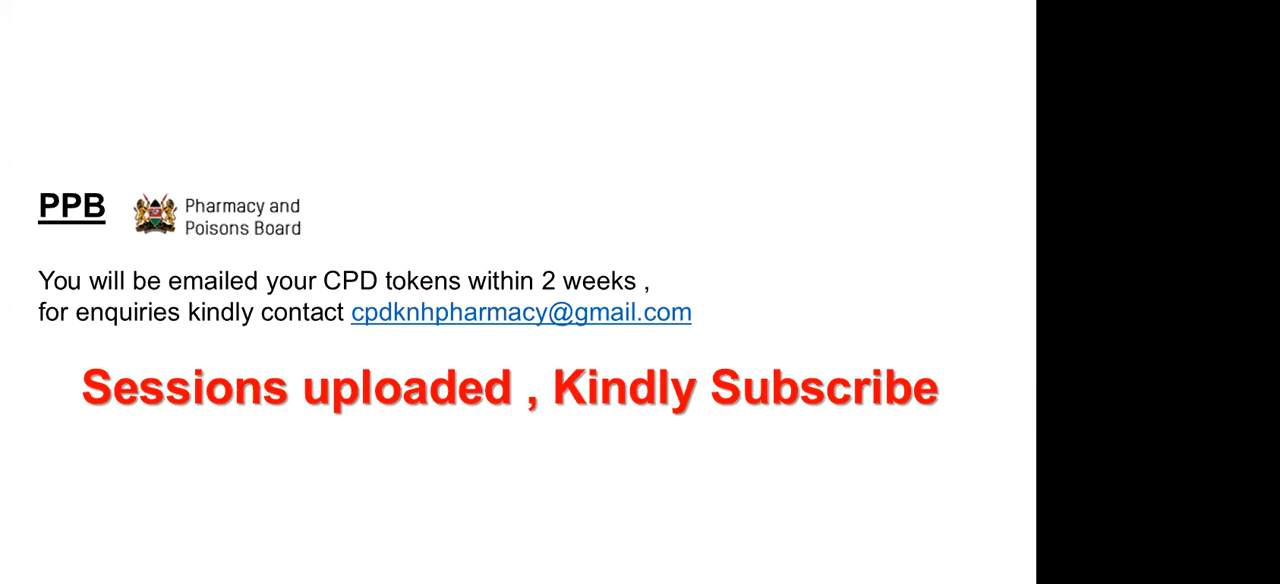 PPB
Pharmacy and
Poisons Board
You will be emailed your CPD tokens within 2 weeks ,
for enquiries kindly contact cpdknhpharmacy@gmail.com
Sessions uploaded , Kindly Subscribe